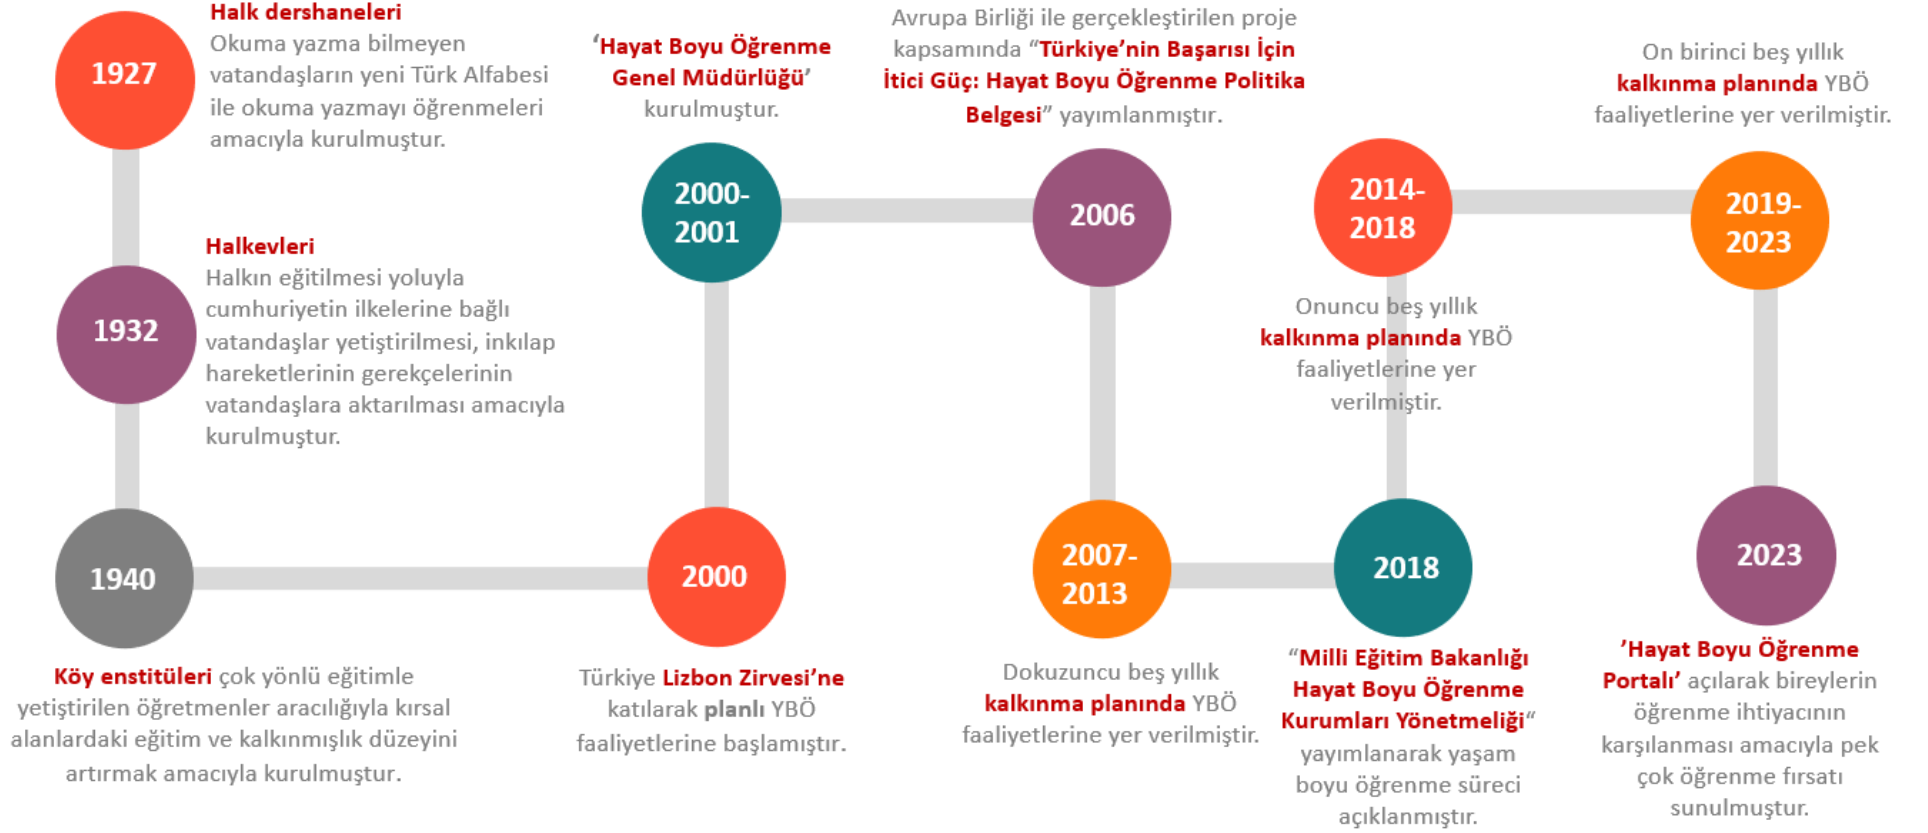 1927
Halk dershaneleri
Okuma yazma bilmeyen
vatandaşların yeni Türk Alfabesi
ile okuma yazmayı öğrenmeleri
amacıyla kurulmuştur.
1932
Halkevleri
Halkın eğitilmesi yoluyla
cumhuriyetin ilkelerine bağlı
vatandaşlar yetiştirilmesi, inkılap
hareketlerinin gerekçelerinin
vatandaşlara aktarılması amacıyla
kurulmuştur.
1940
Köy enstitüleri çok yönlü eğitimle
yetiştirilen öğretmenler aracılığıyla kırsal
alanlardaki eğitim ve kalkınmışlık düzeyini
artırmak amacıyla kurulmuştur.
2000
Türkiye Lizbon Zirvesi’ne
katılarak planlı YBÖ
faaliyetlerine başlamıştır.
‘Hayat Boyu Öğrenme
Genel Müdürlüğü’
kurulmuştur.
2000-
2001
Avrupa Birliği ile gerçekleştirilen proje
kapsamında “Türkiye’nin Başarısı İçin
İtici Güç: Hayat Boyu Öğrenme Politika
Belgesi” yayımlanmıştır.
2006
2007-
2013
Dokuzuncu beş yıllık
kalkınma planında YBÖ
faaliyetlerine yer verilmiştir.
2018
“Milli Eğitim Bakanlığı
Hayat Boyu Öğrenme
Kurumları Yönetmeliği“
yayımlanarak yaşam
boyu öğrenme süreci
açıklanmıştır.
2014-
2018
Onuncu beş yıllık
kalkınma planında YBÖ
faaliyetlerine yer
verilmiştir.
On birinci beş yıllık
kalkınma planında YBÖ
faaliyetlerine yer verilmiştir.
2019-
2023
2023
’Hayat Boyu Öğrenme
Portalı’ açılarak bireylerin
öğrenme ihtiyacının
karşılanması amacıyla pek
çok öğrenme fırsatı
sunulmuştur.